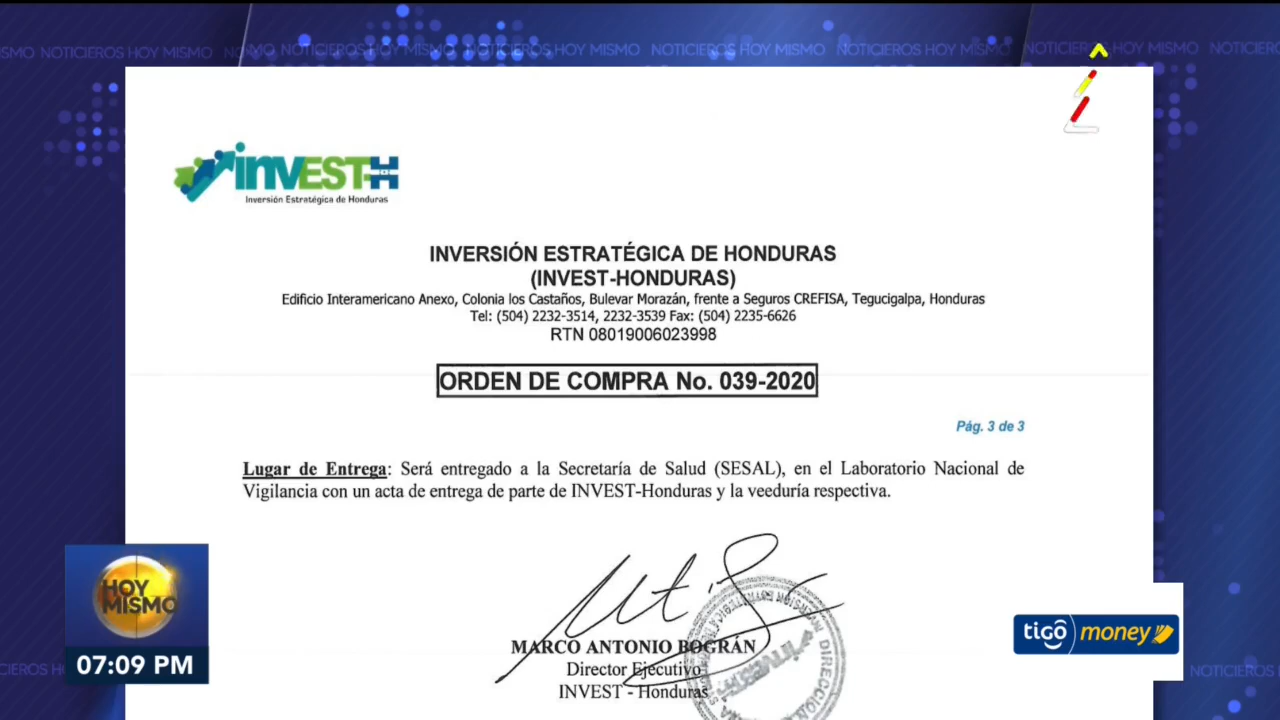 NOTICIEROS HOY MISMO NOTICIEROS HOY MISMO NOTICIEROS HOY MISMO NOTICIEROS HOY MISMO NOTICIEROS
inVEST-H
Inversión Estratégica de Honduras
INVERSIÓN ESTRATÉGICA DE HONDURAS
(INVEST-HONDURAS)
Edificio Interamericano Anexo, Colonia los Castaños, Bulevar Morazán, frente a Seguros CREFISA, Tegucigalpa, Honduras
Tel: (504) 2232-3514, 2232-3539 Fax: (504) 2235-6626
RTN 08019006023998
ORDEN DE COMPRA No. 039-2020
Pág. 3 de 3
Lugar de Entrega: Será entregado a la Secretaría de Salud (SESAL), en el Laboratorio Nacional de
Vigilancia con un acta de entrega de parte de INVEST-Honduras y la veeduría respectiva.
MARCO ANTONIO BOGRÁN
Director Ejecutivo
INVEST - Honduras
DIRECCION
HOY
MISMO
07:09 PM
tigo money
NOTICIEROS